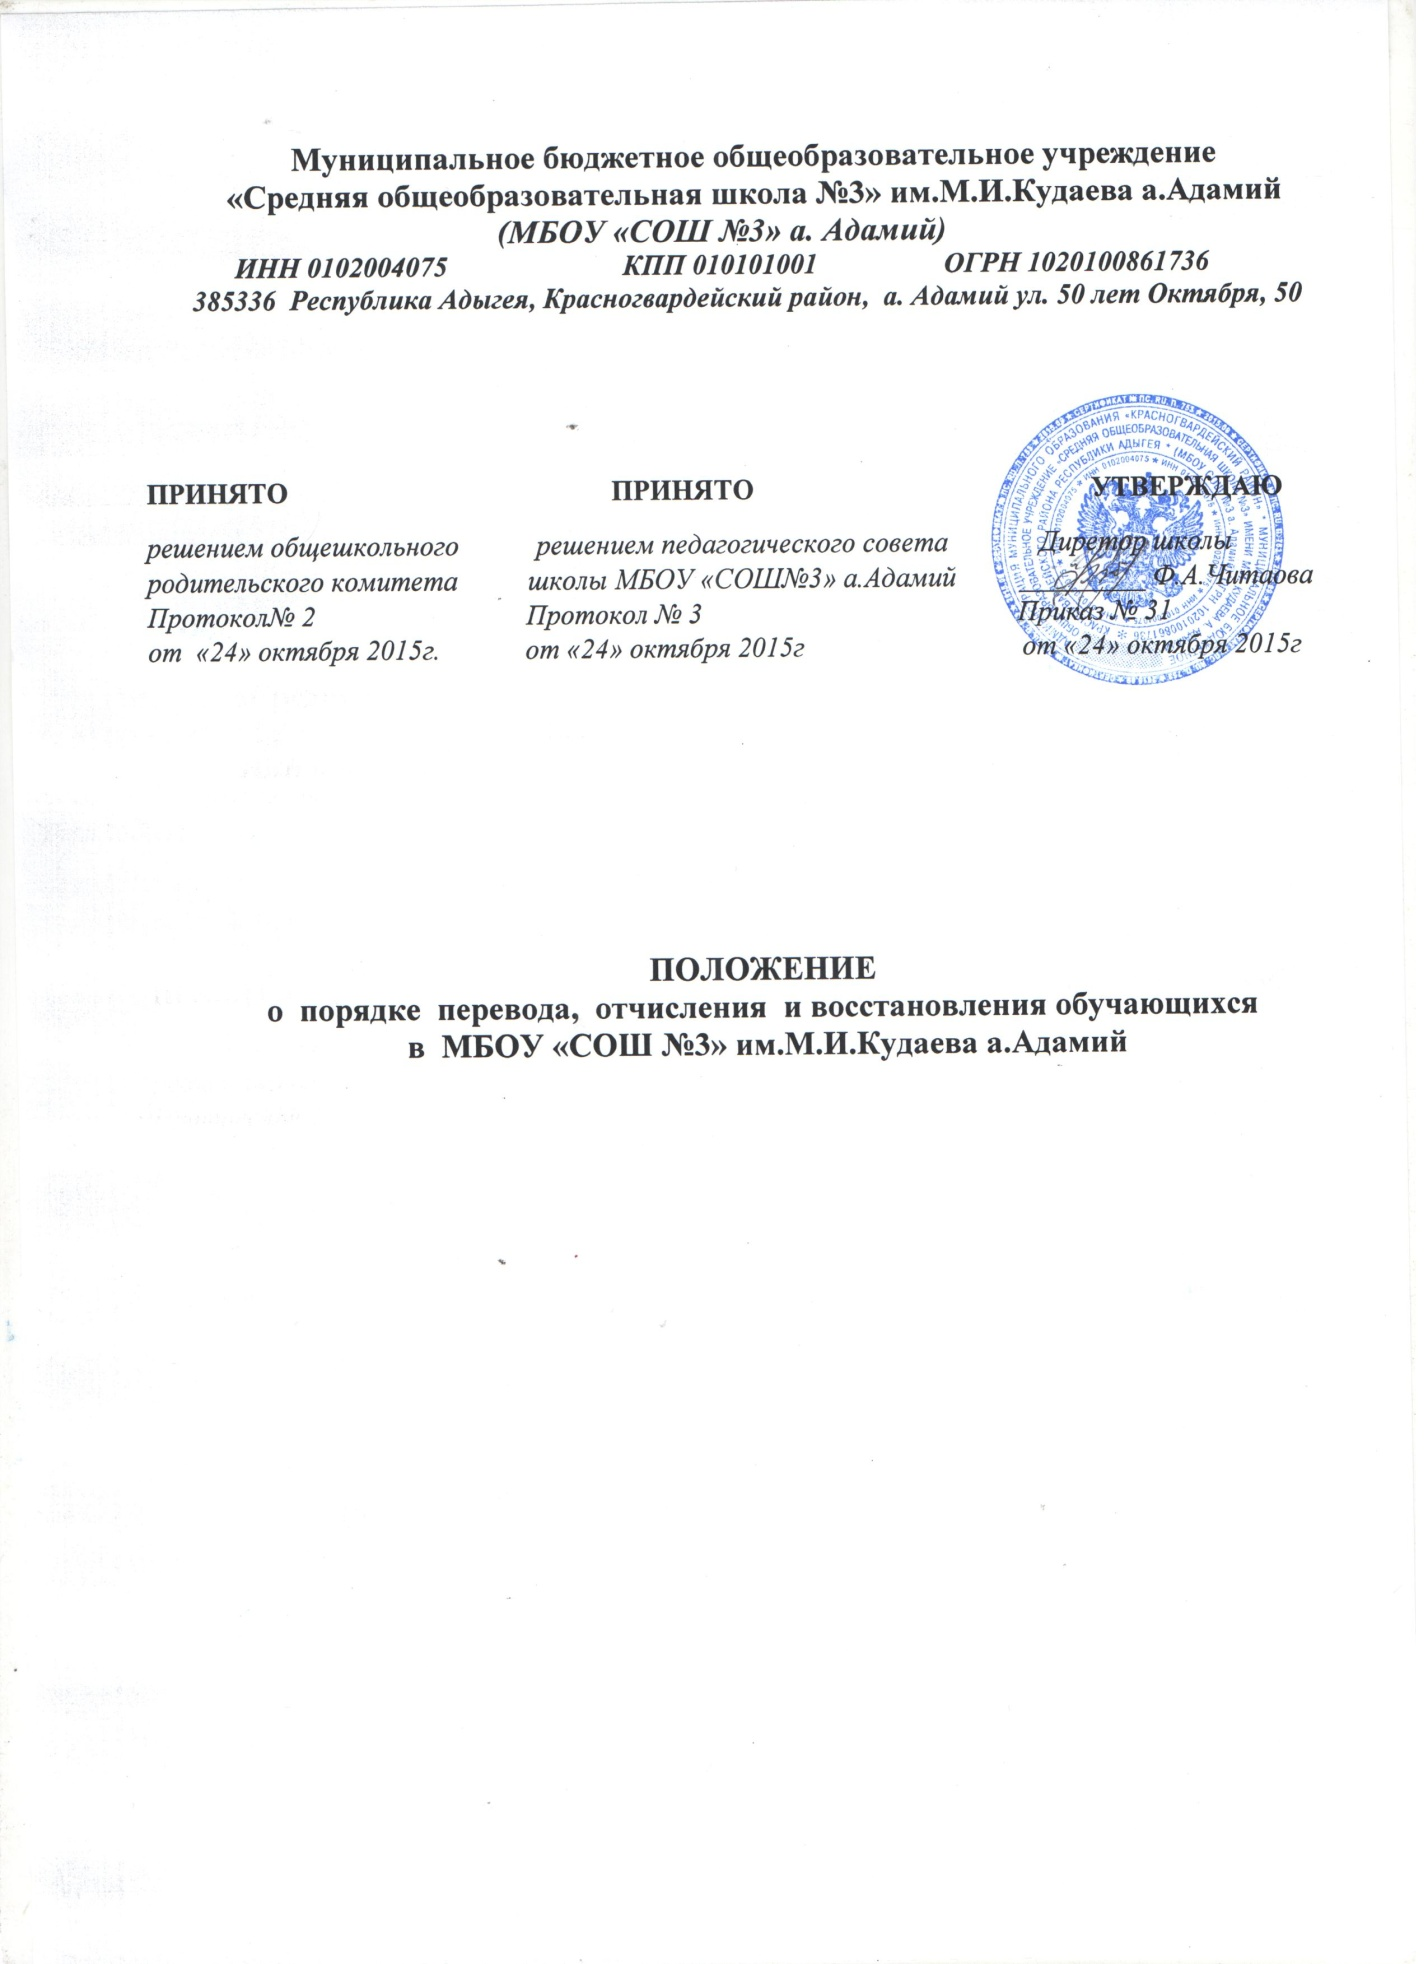 Муниципальное бюджетное общеобразовательное учреждение
«Средняя общеобразовательная школа №3» им.М.И.Кудаева а.Адамий
(МБОУ «СОШ №3» а. Адамий)
ИНН 0102004075 КПП 010101001 ОГРН 1020100861736
385336 Республика Адыгея, Красногвардейский район, а. Адамий ул. 50 лет Октября, 50
ПРИНЯТО
решением общешкольного
родительского комитета
Протокол№ 2
от «24» октября 2015г.
ПРИНЯТО
решением педагогического совета
школы МБОУ «СОШ№3» а.Адамий
Протокол № 3
от «24» октября 2015г
УТВЕРЖДАЮ
Директор школы
Ф.А.Читаова
Приказ № 31
от «24» октября 2015г
ПОЛОЖЕНИЕ
о порядке перевода, отчисления и восстановления обучающихся
в МБОУ «СОШ №3» им.М.И.Кудаева а.Адамий